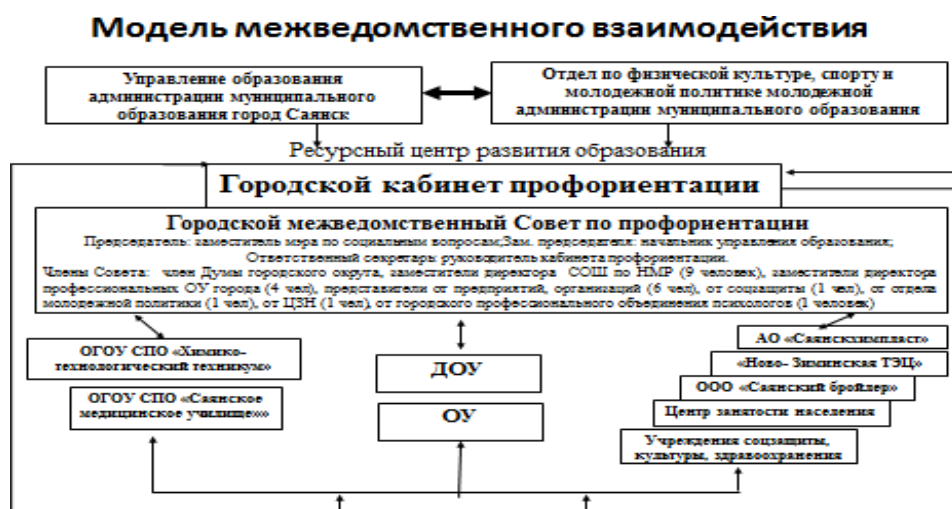 Модель межведомственного взаимодействия
Управление образования
администрации муниципального
образования город Саянск
Отдел по физической культуре, спорту и
молодежной политике молодежной
администрации муниципального образования
Ресурсный центр развития образования
Городской кабинет профориентации
Городской межведомственный Совет по профориентации
Председатель: заместитель мэра по социальным вопросам;Зам. председателя: начальник управления образования;
Ответственный секретарь: руководитель кабинета профориентации.
Члены Совета: член Думы городского округа, заместители директора СОШ по НМР (9 человек), заместители директора
профессиональных ОУ города (4 чел), представители от предприятий, организаций (6 чел), от соцзащиты (1 чел), от отдела
молодежной политики (1 чел), от ЦЗН (1 чел), от городского профессионального объединения психологов (1 человек)
ОГОУ СПО «Химико-
технологический техникум»
ОГОУ СПО «Саянское
медицинское училище»»
ДОУ
ОУ
АО «Саянскхимпласт»
«Ново- Зиминская ТЭЦ»
ООО «Саянский бройлер»
Центр занятости населения
Учреждения соцзащиты,
культуры, здравоохранения